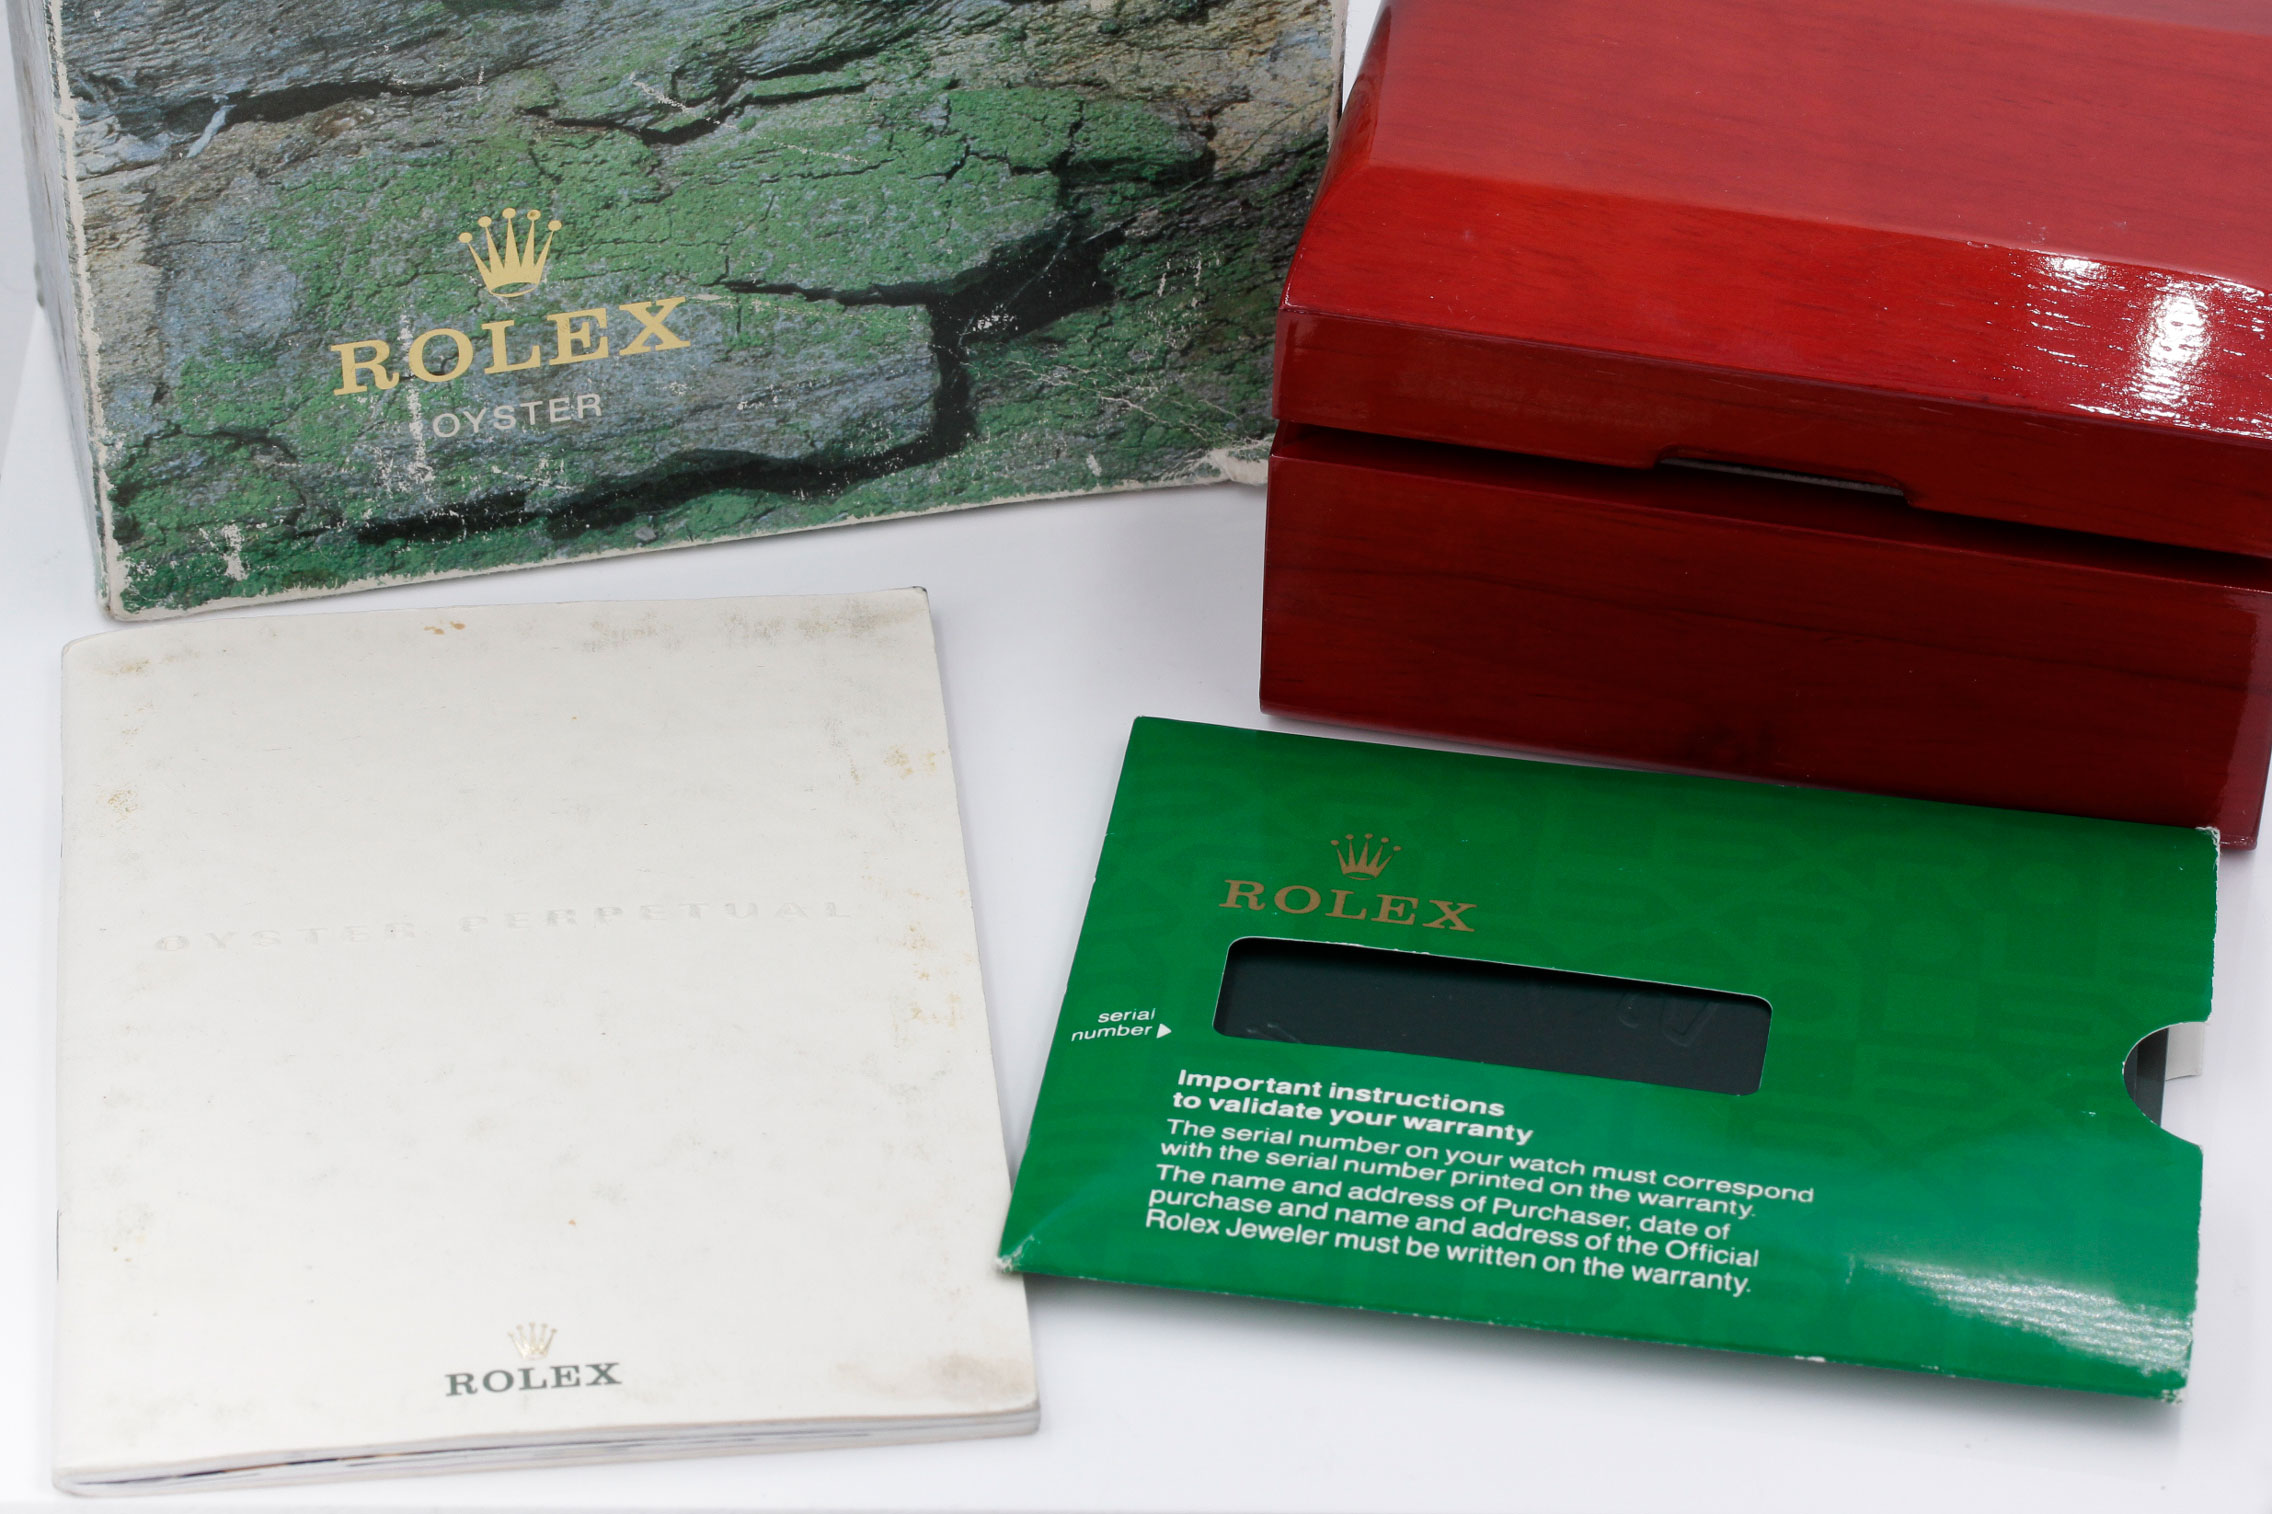 ROLEX
OYSTER
OYSTER PERPETUAL
ROLEX
ROLEX
serial
number
Important instructions
to validate your warranty
The serial number on your watch must correspond
with the serial number printed on the warranty.
The name and address of Purchaser, date of
purchase and name and address of the Official
Rolex Jeweler must be written on the warranty.